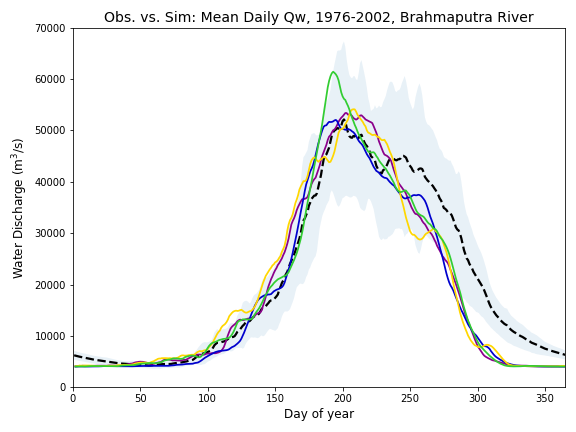 Obs. vs. Sim: Mean Daily Qw, 1976-2002, Brahmaputra River
70000
60000
50000
40000
30000
20000
10000
0
Water Discharge (m³/s)
0 50 100 150 200 250 300 350
Day of year